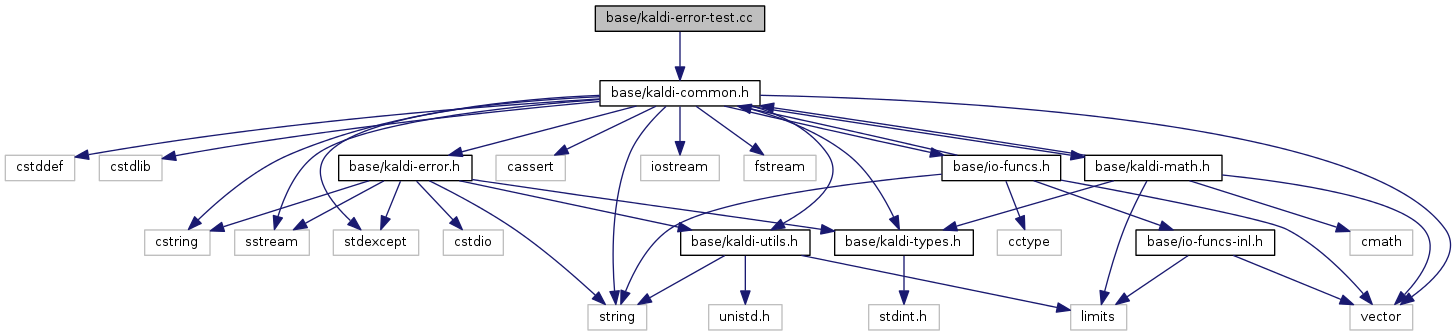 base/kaldi-error-test.cc
base/kaldi-common.h
cstddef
cstdlib
base/kaldi-error.h
cassert
iostream
fstream
base/io-funcs.h
base/kaldi-math.h
cstring
sstream
stdexcept
cstdio
base/kaldi-utils.h
base/kaldi-types.h
cctype
base/io-funcs-inl.h
cmath
string
unistd.h
stdint.h
limits
vector